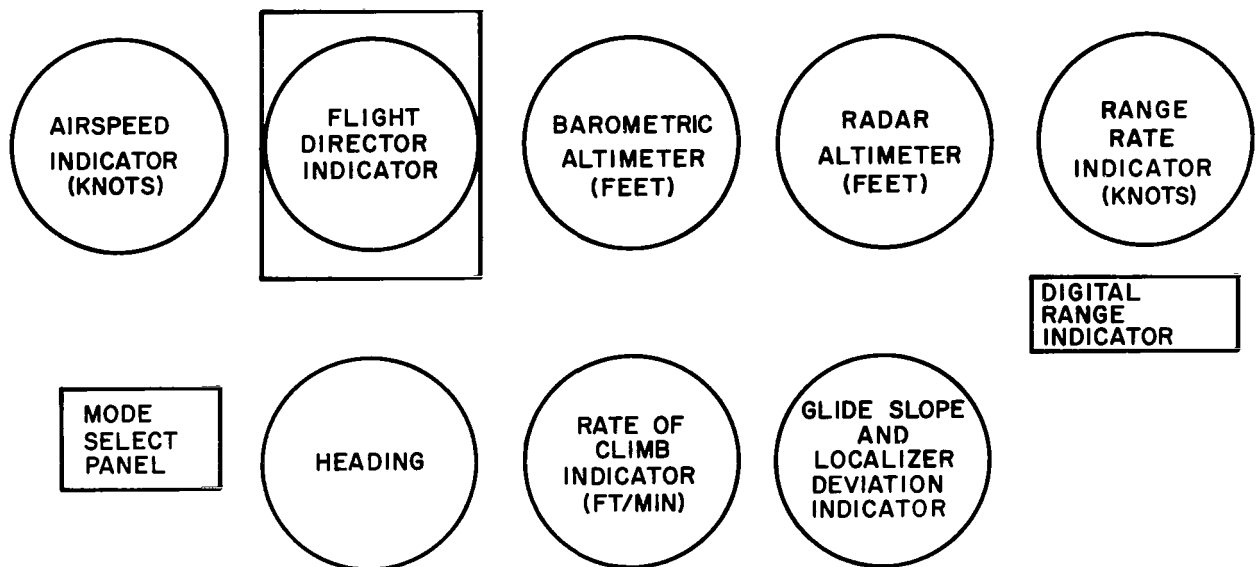 AIRSPEED
INDICATOR
(KNOTS)
FLIGHT
DIRECTOR
INDICATOR
BAROMETRIC
ALTIMETER
(FEET)
RADAR
ALTIMETER
(FEET)
RANGE
RATE
INDICATOR
(KNOTS)
DIGITAL
RANGE
INDICATOR
MODE
SELECT
PANEL
HEADING
RATE OF
CLIMB
INDICATOR
(FT/MIN)
GLIDE SLOPE
AND
LOCALIZER
DEVIATION
INDICATOR